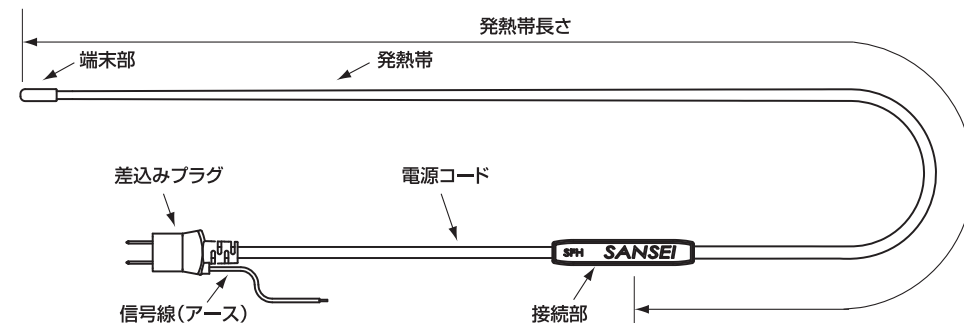 発熱帯長さ
端末部
発熱帯
差込みプラグ
電源コード
SFH SANSEI
信号線(アース)
接続部